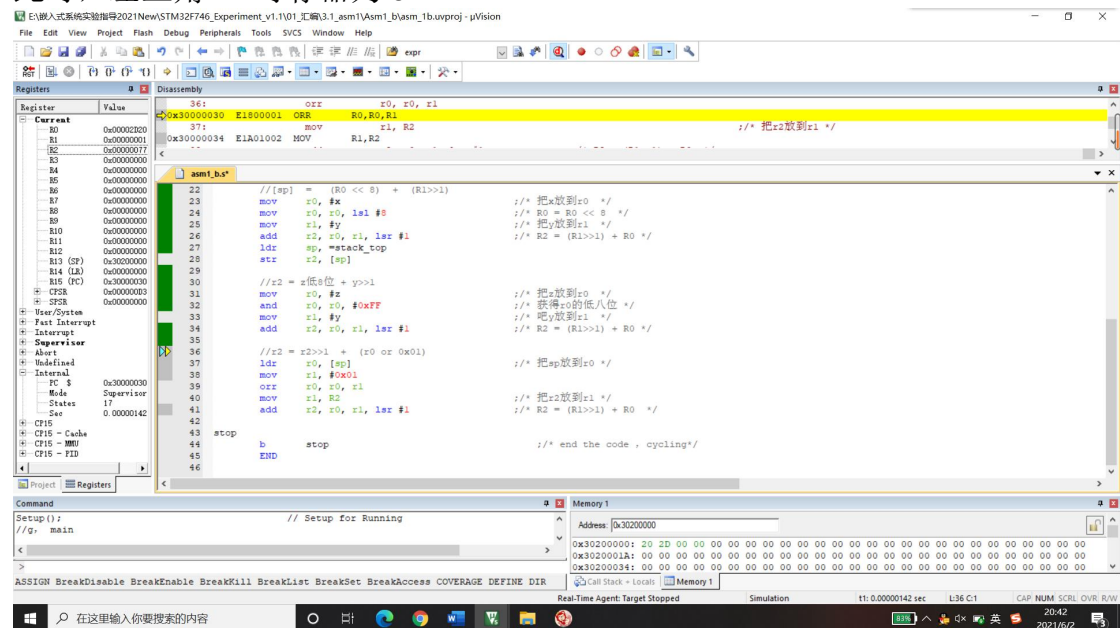 E:\嵌入式系统实验指导2021New\STM32F746_Experiment_v1.1\01_汇编\3.1_asm1\Asm1_b\asm_1b.uvproj - µVision
File Edit View Project Flash Debug Peripherals Tools SVCS Window Help
expr
Registers
Register Value
Current
R0 0x00002D20
R1 0x00000001
R2 0x00000077
R3 0x00000000
R4 0x00000000
R5 0x00000000
R6 0x00000000
R7 0x00000000
R8 0x00000000
R9 0x00000000
R10 0x00000000
R11 0x00000000
R12 0x00000000
R13 (SP) 0x30200000
R14 (LR) 0x00000000
R15 (PC) 0x30000030
CPSR 0x000000D3
SPSR 0x00000000
User/System
Fast Interrupt
Interrupt
Supervisor
Abort
Undefined
Internal
PC $ 0x30000030
Mode Supervisor
States 17
Sec 0.00000142
CP15
CP15 - Cache
CP15 - MMU
CP15 - PID
Project Registers
Disassembly
36: orr r0, r0, r1
0x30000030 E1800001 ORR R0,R0,R1
37: mov r1, R2 ;/* 把r2放到r1 */
0x30000034 E1A01002 MOV R1,R2
asm1_b.s*
22 //[sp] = (R0 << 8) + (R1>>1)
23 mov r0, #x ;/* 把x放到r0 */
24 mov r0, r0, lsl #8 ;/* R0 = R0 << 8 */
25 mov r1, #y ;/* 把y放到r1 */
26 add r2, r0, r1, lsr #1 ;/* R2 = (R1>>1) + R0 */
27 ldr sp, =stack_top
28 str r2, [sp]
29
30 //r2 = z低8位 + y>>1
31 mov r0, #z ;/* 把z放到r0 */
32 and r0, r0, #0xFF ;/* 获得r0的低八位 */
33 mov r1, #y ;/* 吧y放到r1 */
34 add r2, r0, r1, lsr #1 ;/* R2 = (R1>>1) + R0 */
35
36 //r2 = r2>>1 + (r0 or 0x01)
37 ldr r0, [sp] ;/* 把sp放到r0 */
38 mov r1, #0x01
39 orr r0, r0, r1
40 mov r1, R2 ;/* 把r2放到r1 */
41 add r2, r0, r1, lsr #1 ;/* R2 = (R1>>1) + R0 */
42
43 stop
44 b stop ;/* end the code , cycling*/
45 END
46
Command
Setup(); // Setup for Running
//g, main
>
ASSIGN BreakDisable BreakEnable BreakKill BreakList BreakSet BreakAccess COVERAGE DEFINE DIR
Memory 1
Address: 0x30200000
0x30200000: 20 2D 00 00 00 00 00 00 00 00 00 00 00 00 00 00 00 00 00 00 00 00 00 00 00 00
0x3020001A: 00 00 00 00 00 00 00 00 00 00 00 00 00 00 00 00 00 00 00 00 00 00 00 00 00 00
0x30200034: 00 00 00 00 00 00 00 00 00 00 00 00 00 00 00 00 00 00 00 00 00 00 00 00 00 00
Call Stack + Locals Memory 1
Real-Time Agent: Target Stopped Simulation t1: 0.00000142 sec L:36 C:1 CAP NUM SCRL OVR R/W
在这里输入你要搜索的内容
83% 英 20:42
2021/6/2